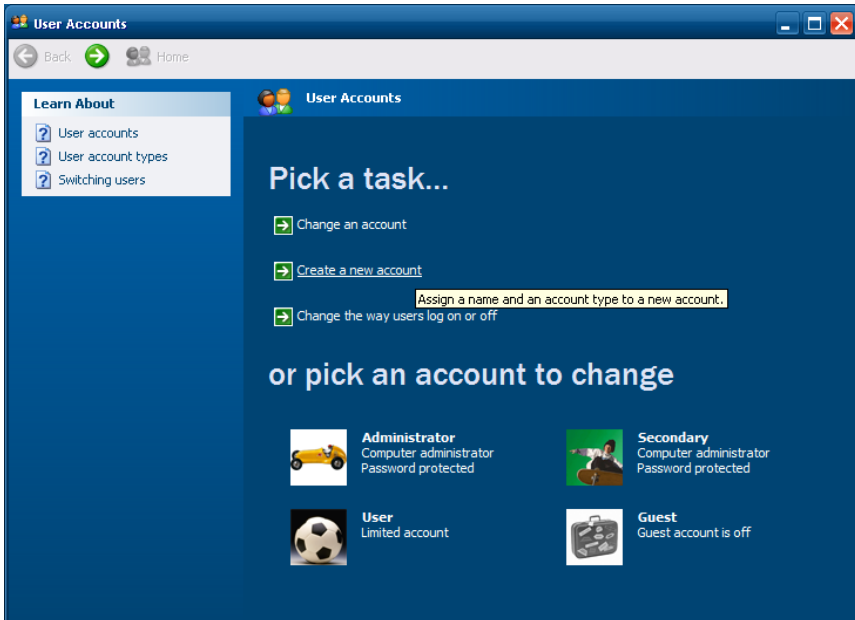 User Accounts
Back Home
Learn About
User accounts
User account types
Switching users
User Accounts
Pick a task...
Change an account
Create a new account
Assign a name and an account type to a new account.
Change the way users log on or off
or pick an account to change
Administrator
Computer administrator
Password protected
Secondary
Computer administrator
Password protected
User
Limited account
Guest
Guest account is off